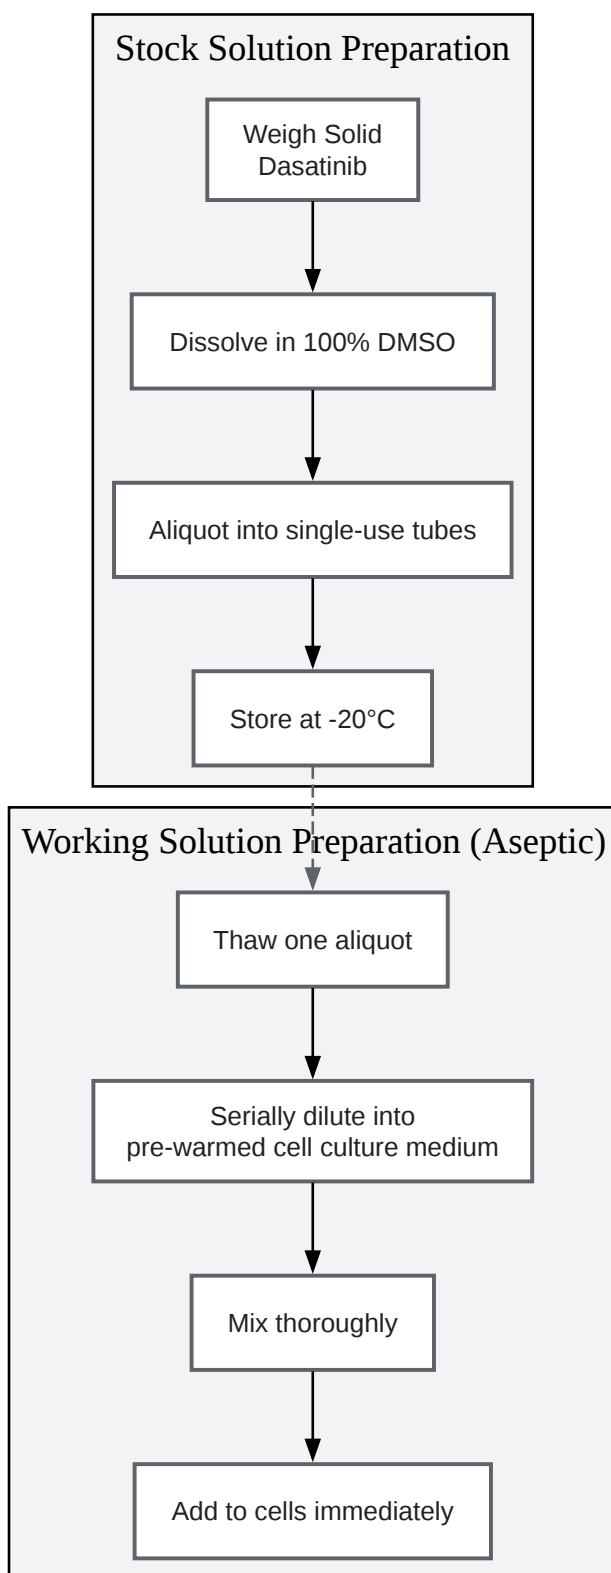 Stock Solution Preparation
Weigh Solid
Dasatinib
Dissolve in 100% DMSO
Aliquot into single-use tubes
Store at -20°C
Working Solution Preparation (Aseptic)
Thaw one aliquot
Serially dilute into
pre-warmed cell culture medium
Mix thoroughly
Add to cells immediately